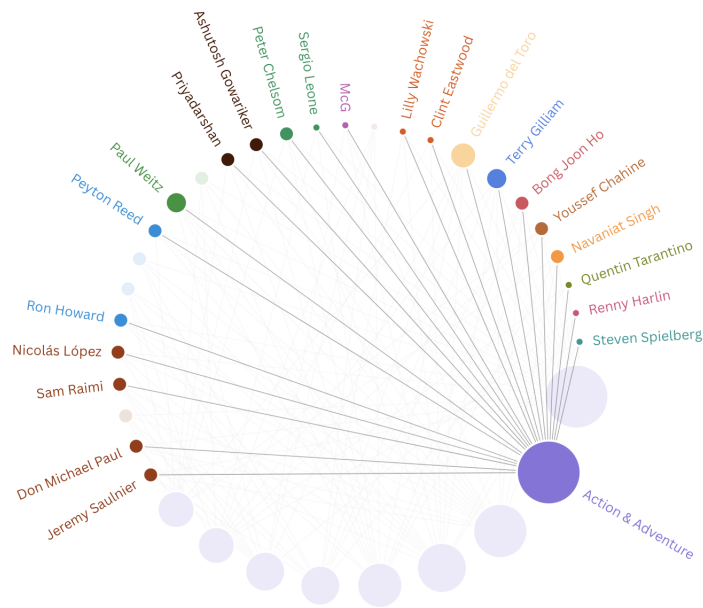 Ashutosh Gowariker
Peter Chelsom
Sergio Leone
McG
Lilly Wachowski
Clint Eastwood
Guillermo del Toro
Priyadarshan
Terry Gilliam
Paul Weitz
Bong Joon Ho
Peyton Reed
Youssef Chahine
Navaniat Singh
Quentin Tarantino
Ron Howard
Renny Harlin
Nicolás López
Steven Spielberg
Sam Raimi
Don Michael Paul
Jeremy Saulnier
Action & Adventure